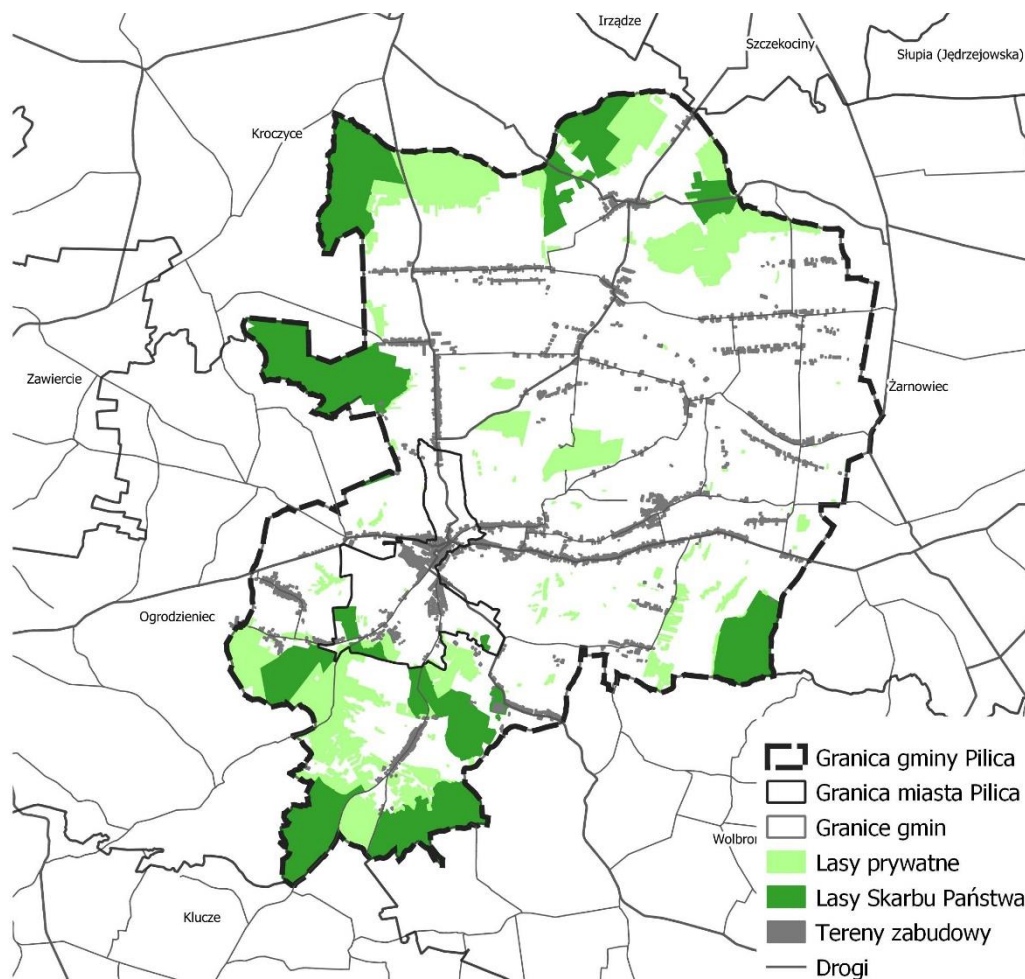 Irządze
Szczekociny
Słupia (Jędrzejowska)
Kroczyce
Zawiercie
Żarnowiec
Ogrodzieniec
Wolbrom
Klucze
Granica gminy Pilica
Granica miasta Pilica
Granice gmin
Lasy prywatne
Lasy Skarbu Państwa
Tereny zabudowy
Drogi